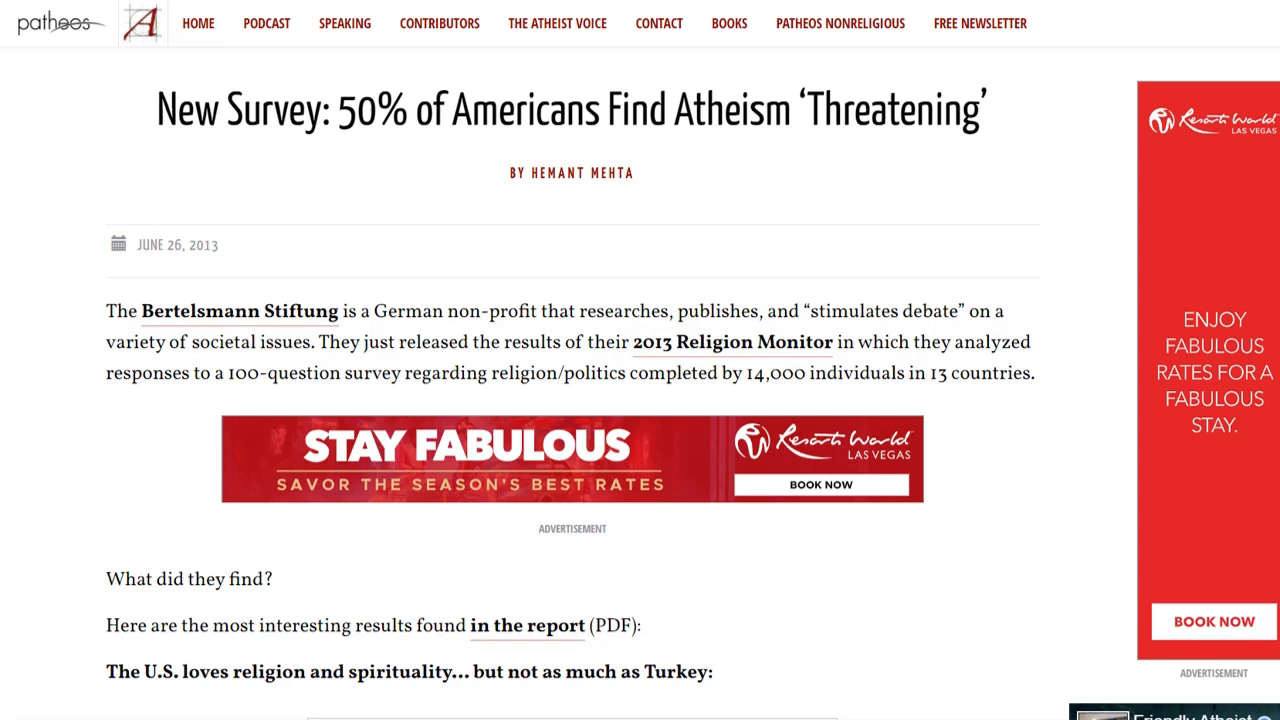 patheos
A
HOME
PODCAST
SPEAKING
CONTRIBUTORS
THE ATHEIST VOICE
CONTACT
BOOKS
PATHEOS NONRELIGIOUS
FREE NEWSLETTER
New Survey: 50% of Americans Find Atheism ‘Threatening’
BY HEMANT MEHTA
JUNE 26, 2013
The Bertelsmann Stiftung is a German non-profit that researches, publishes, and “stimulates debate” on a
variety of societal issues. They just released the results of their 2013 Religion Monitor in which they analyzed
responses to a 100-question survey regarding religion/politics completed by 14,000 individuals in 13 countries.
STAY FABULOUS
SAVOR THE SEASON'S BEST RATES
Resorts World
LAS VEGAS
BOOK NOW
ADVERTISEMENT
What did they find?
Here are the most interesting results found in the report (PDF):
The U.S. loves religion and spirituality... but not as much as Turkey:
Resorts World
LAS VEGAS
ENJOY
FABULOUS
RATES FOR A
FABULOUS
STAY.
BOOK NOW
ADVERTISEMENT
Friendly Atheist